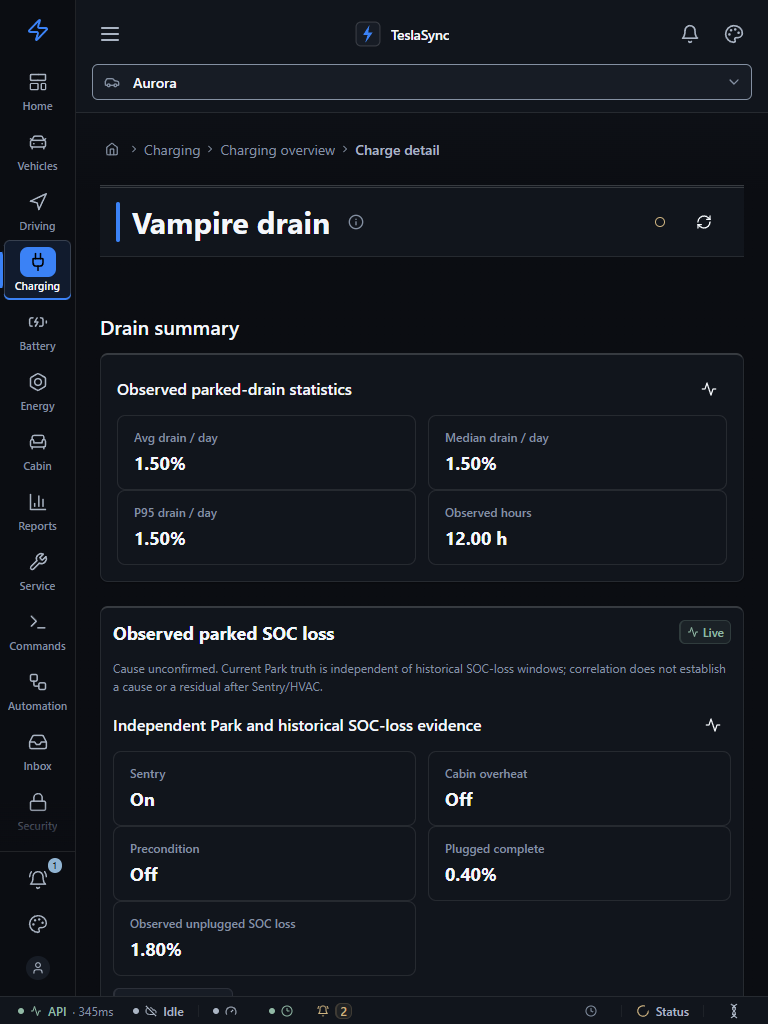 TeslaSync
Aurora
Home
Vehicles
Driving
Charging
Battery
Energy
Cabin
Reports
Service
Commands
Automation
Inbox
Security
1
Charging
Charging overview
Charge detail
Vampire drain
Drain summary
Observed parked-drain statistics
Avg drain / day
1.50%
Median drain / day
1.50%
P95 drain / day
1.50%
Observed hours
12.00 h
Observed parked SOC loss
Live
Cause unconfirmed. Current Park truth is independent of historical SOC-loss windows; correlation does not establish
a cause or a residual after Sentry/HVAC.
Independent Park and historical SOC-loss evidence
Sentry
On
Cabin overheat
Off
Precondition
Off
Plugged complete
0.40%
Observed unplugged SOC loss
1.80%
API · 345ms
Idle
2
Status